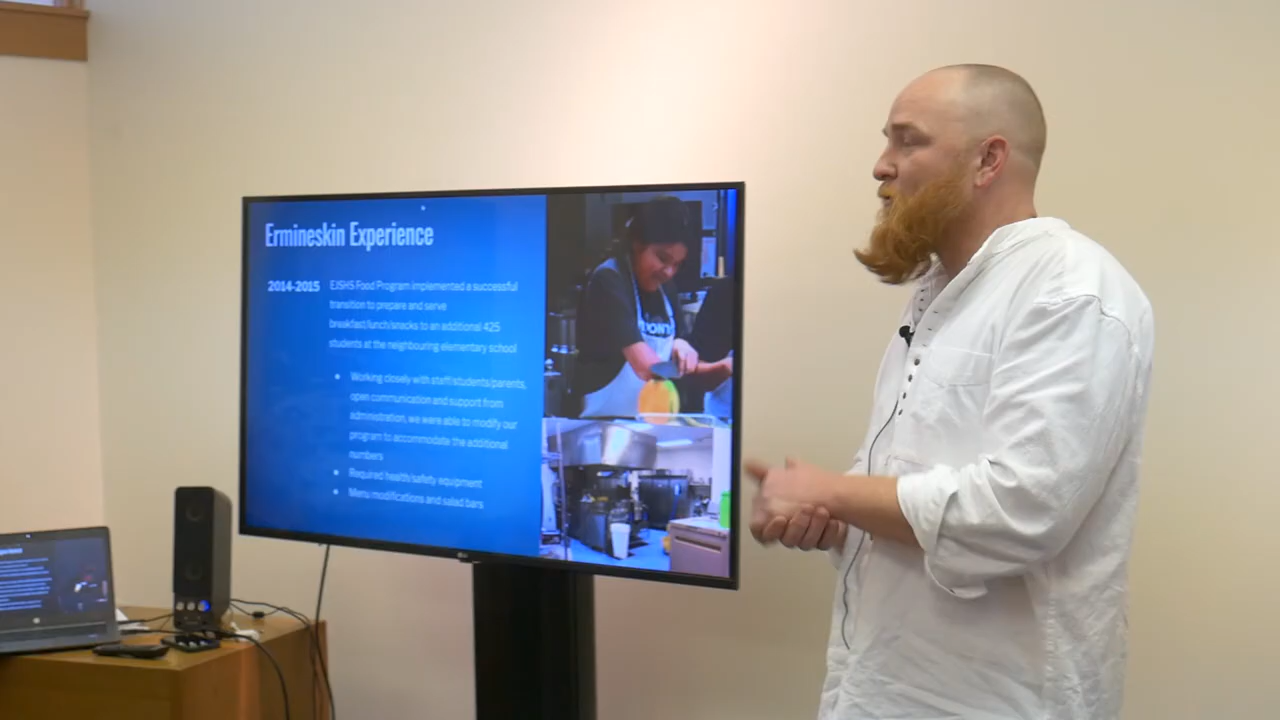 Ermineskin Experience
2014-2015 EJSHS Food Program implemented a successful
transition to prepare and serve
breakfast/lunch/snacks to an additional 425
students at the neighbouring elementary school
• Working closely with staff/students/parents,
open communication and support from
administration, we were able to modify our
program to accommodate the additional
numbers
• Required health/safety equipment
• Menu modifications and salad bars
LG